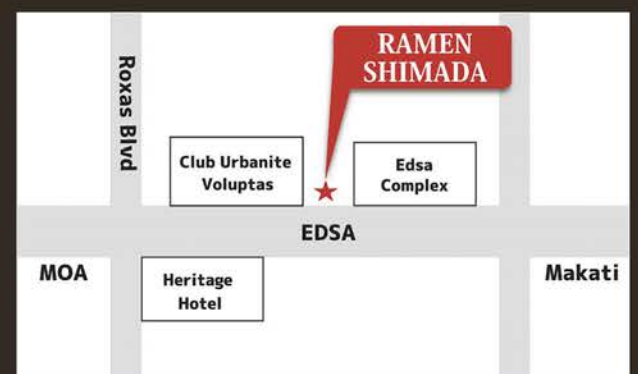 RAMEN
SHIMADA
Roxas Blvd
Club Urbanite
Voluptas
Edsa
Complex
EDSA
MOA
Heritage
Hotel
Makati